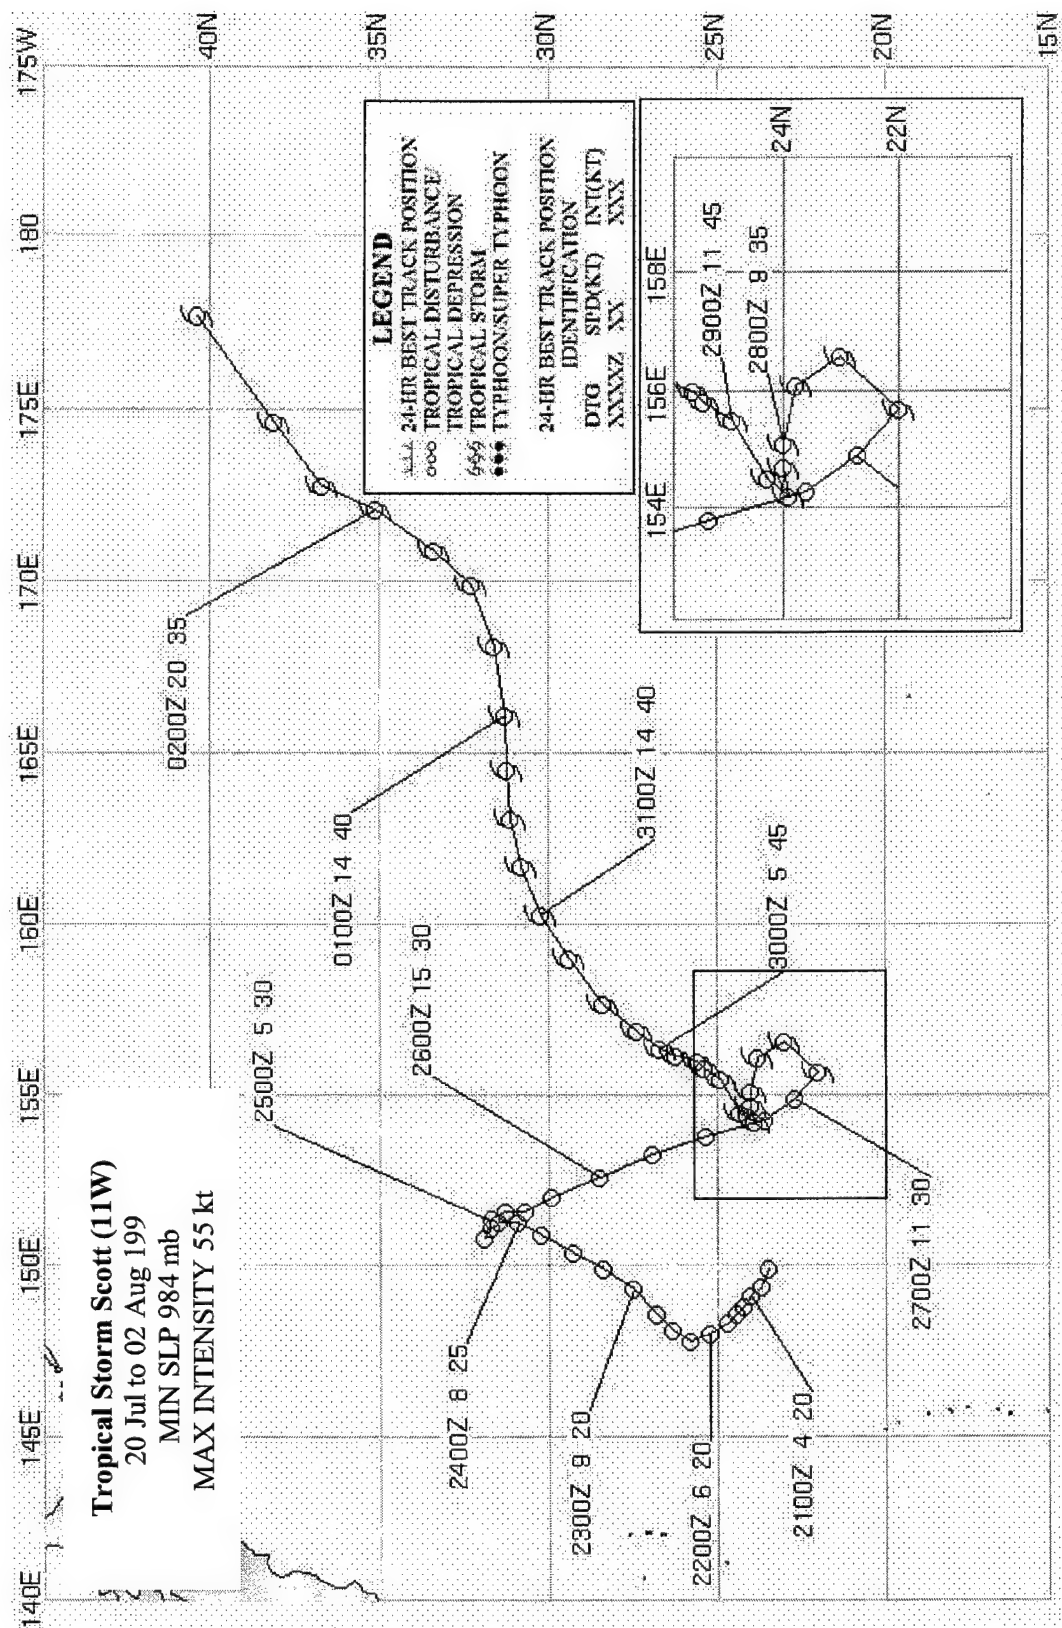 Tropical Storm Scott (11W)
20 Jul to 02 Aug 199
MIN SLP 984 mb
MAX INTENSITY 55 kt
140E
145E
150E
155E
160E
165E
170E
175E
180
175W
40N
35N
30N
25N
20N
15N
LEGEND
24-HR BEST TRACK POSITION
TROPICAL DISTURBANCE/
TROPICAL DEPRESSION
TROPICAL STORM
TYPHOON/SUPER TYPHOON
24-HR BEST TRACK POSITION
IDENTIFICATION
DTG SPD(KT) INT(KT)
XXXXZ XX XXX
0200Z 20 35
0100Z 14 40
3100Z 14 40
3000Z 5 45
2600Z 15 30
2500Z 5 30
2400Z 8 25
2300Z 9 20
2200Z 6 20
2100Z 4 20
2700Z 11 30
154E
156E
158E
24N
22N
2900Z 11 45
2800Z 9 35